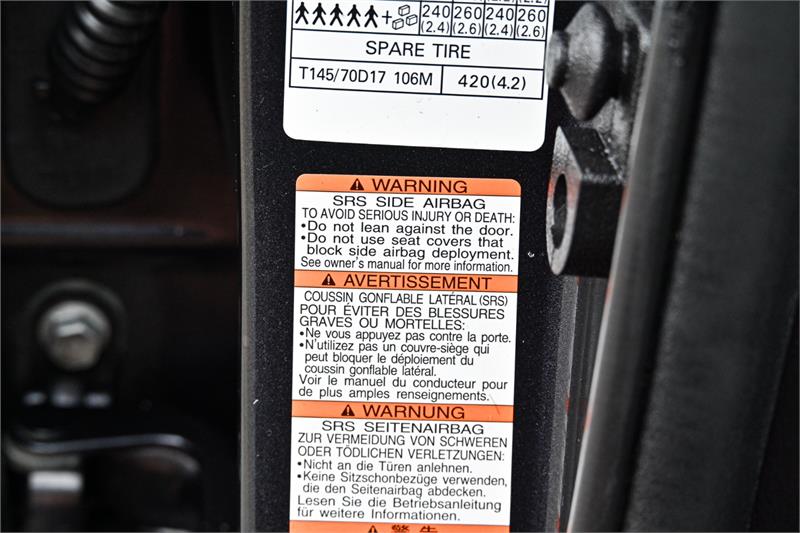 + 240 260 240 260
(2.4) (2.6) (2.4) (2.6)
SPARE TIRE
T145/70D17 106M 420(4.2)
⚠ WARNING
SRS SIDE AIRBAG
TO AVOID SERIOUS INJURY OR DEATH:
•Do not lean against the door.
•Do not use seat covers that
block side airbag deployment.
See owner's manual for more information.
⚠ AVERTISSEMENT
COUSSIN GONFLABLE LATÉRAL (SRS)
POUR ÉVITER DES BLESSURES
GRAVES OU MORTELLES:
•Ne vous appuyez pas contre la porte.
•N'utilizez pas un couvre-siège qui
peut bloquer le déploiement du
coussin gonflable latéral.
Voir le manuel du conducteur pour
de plus amples renseignements.
⚠ WARNUNG
SRS SEITENAIRBAG
ZUR VERMEIDUNG VON SCHWEREN
ODER TÖDLICHEN VERLETZUNGEN:
•Nicht an die Türen anlehnen.
•Keine Sitzschonbezüge verwenden,
die den Seitenairbag abdecken.
Lesen Sie die Betriebsanleitung
für weitere Informationen.
⚠ 警告